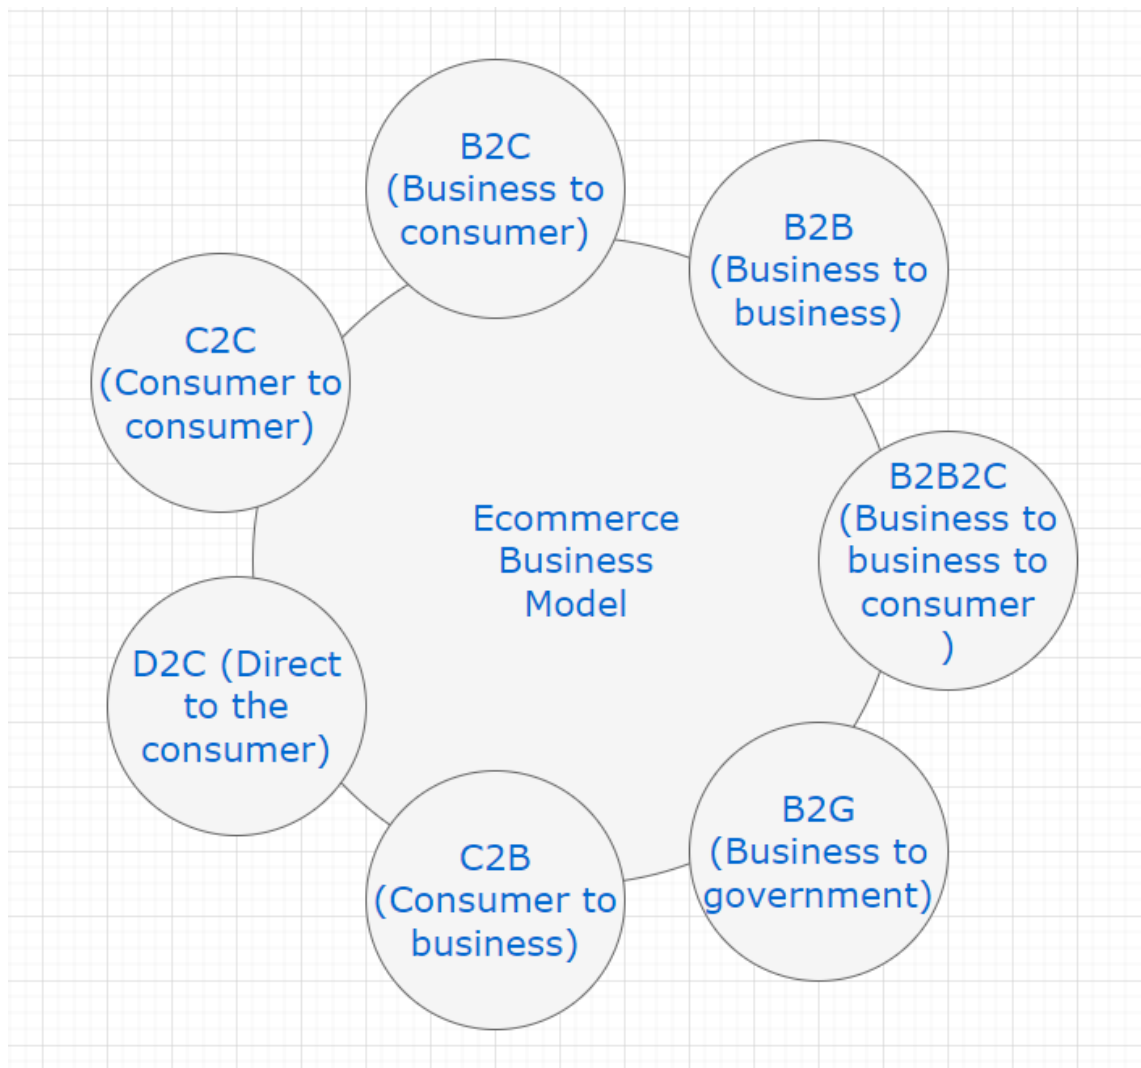 B2C
(Business to
consumer)
B2B
(Business to
business)
C2C
(Consumer to
consumer)
B2B2C
(Business to
business to
consumer
)
Ecommerce
Business
Model
D2C (Direct
to the
consumer)
B2G
(Business to
government)
C2B
(Consumer to
business)